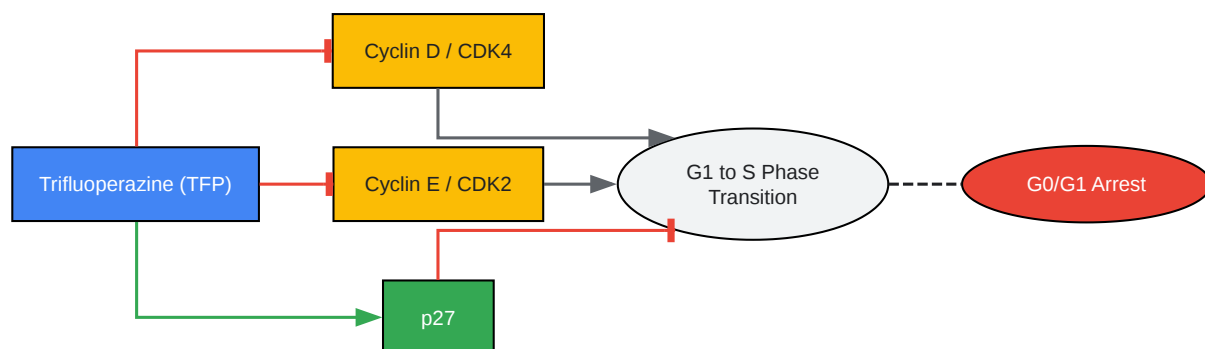 Cyclin D / CDK4
Trifluoperazine (TFP)
Cyclin E / CDK2
G1 to S Phase
Transition
G0/G1 Arrest
p27